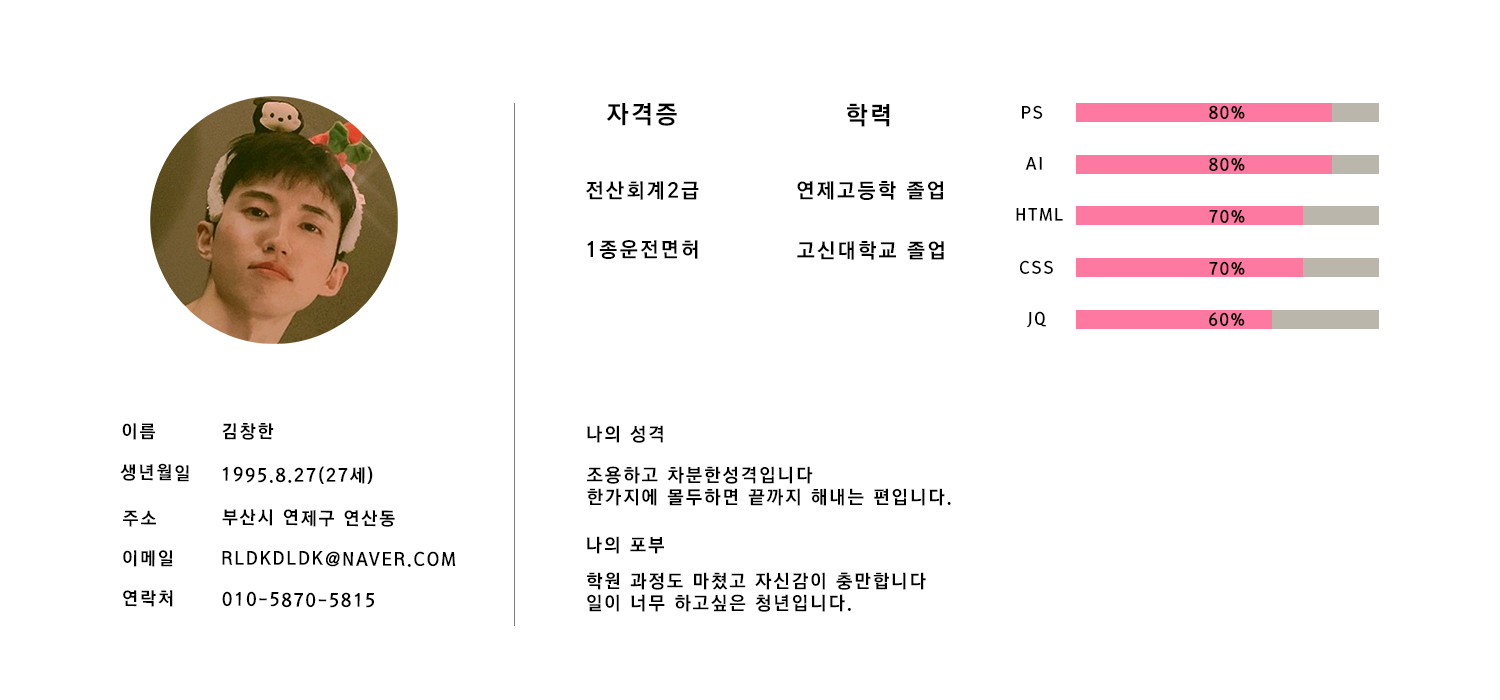 이름 김창한
생년월일 1995.8.27(27세)
주소 부산시 연제구 연산동
이메일 RLDKDLDK@NAVER.COM
연락처 010-5870-5815
자격증
전산회계2급
1종운전면허
학력
연제고등학 졸업
고신대학교 졸업
PS 80%
AI 80%
HTML 70%
CSS 70%
JQ 60%
나의 성격
조용하고 차분한성격입니다
한가지에 몰두하면 끝까지 해내는 편입니다.
나의 포부
학원 과정도 마쳤고 자신감이 충만합니다
일이 너무 하고싶은 청년입니다.